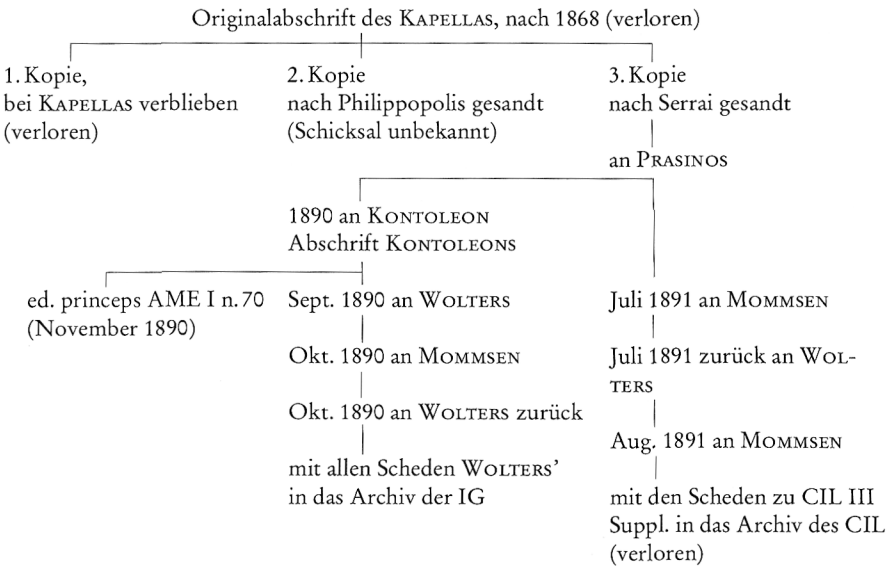 Originalabschrift des KAPELLAS, nach 1868 (verloren)
1. Kopie,
bei KAPELLAS verblieben
(verloren)
2. Kopie
nach Philippopolis gesandt
(Schicksal unbekannt)
3. Kopie
nach Serrai gesandt
an PRASINOS
1890 an KONTOLEON
Abschrift KONTOLEONS
ed. princeps AME I n. 70
(November 1890)
Sept. 1890 an WOLTERS
Okt. 1890 an MOMMSEN
Okt. 1890 an WOLTERS zurück
mit allen Scheden WOLTERS’
in das Archiv der IG
Juli 1891 an MOMMSEN
Juli 1891 zurück an WOL-
TERS
Aug. 1891 an MOMMSEN
mit den Scheden zu CIL III
Suppl. in das Archiv des CIL
(verloren)